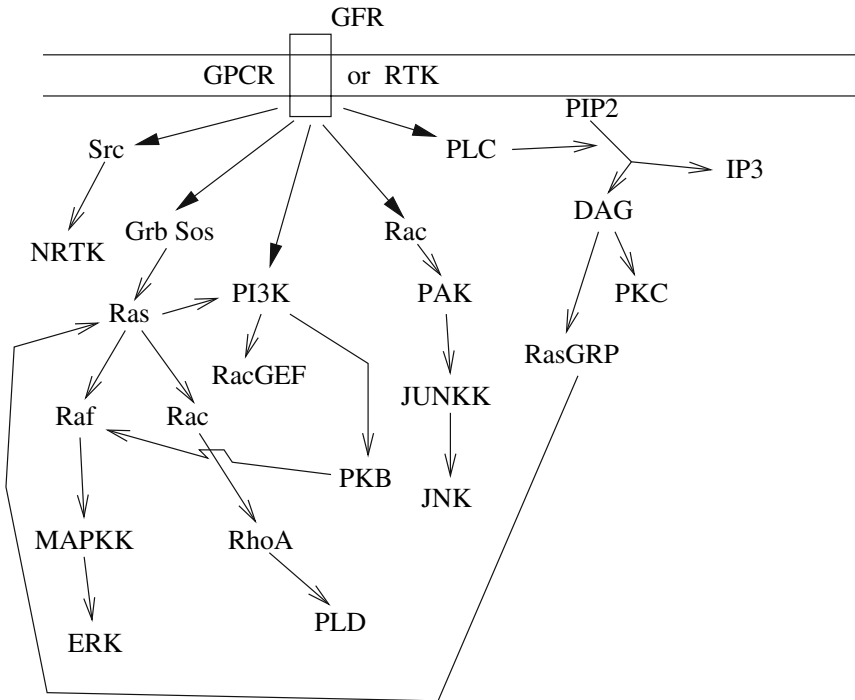 GFR
GPCR or RTK
PIP2
Src
PLC
IP3
DAG
Grb Sos
Rac
NRTK
PI3K
PAK
PKC
Ras
RasGRP
RacGEF
JUNKK
Raf
Rac
PKB
JNK
MAPKK
RhoA
PLD
ERK